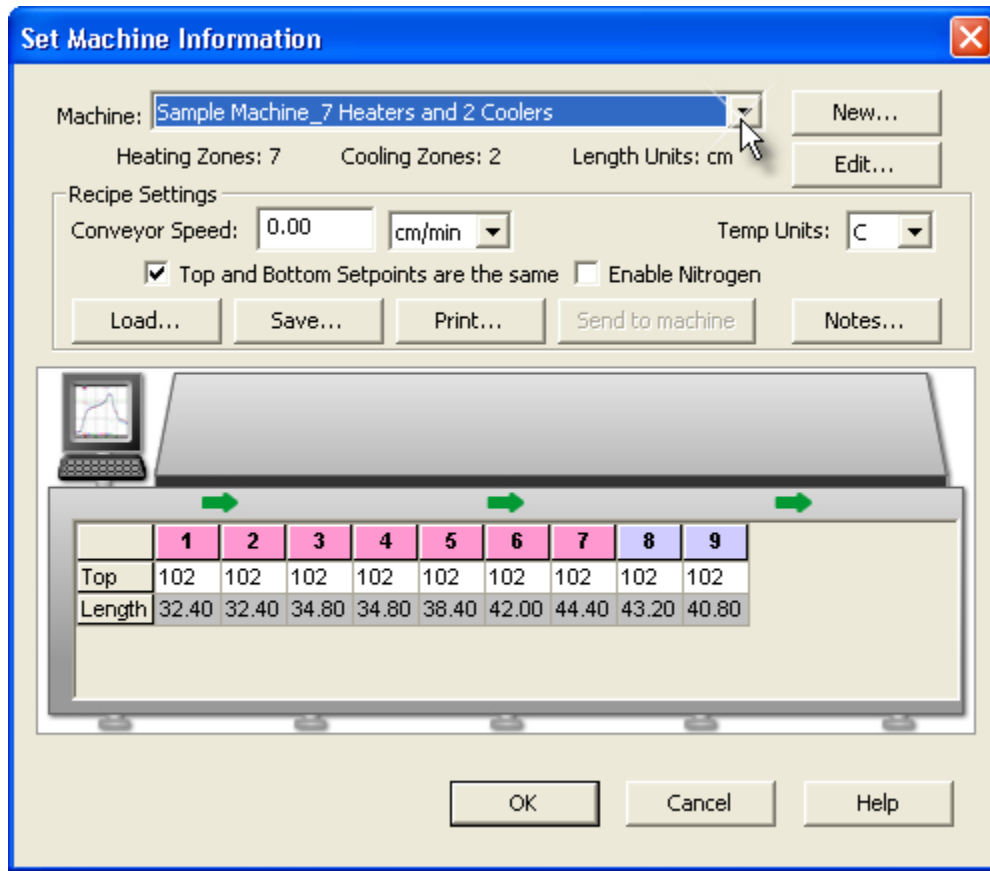 Set Machine Information
Machine: Sample Machine_7 Heaters and 2 Coolers New...
Heating Zones: 7 Cooling Zones: 2 Length Units: cm Edit...
Recipe Settings
Conveyor Speed: 0.00 cm/min Temp Units: C
Top and Bottom Setpoints are the same Enable Nitrogen
Load... Save... Print... Send to machine Notes...
1 2 3 4 5 6 7 8 9
Top 102 102 102 102 102 102 102 102 102
Length 32.40 32.40 34.80 34.80 38.40 42.00 44.40 43.20 40.80
OK Cancel Help